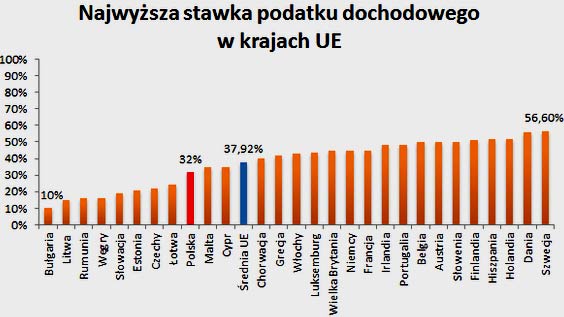 Najwyższa stawka podatku dochodowego
w krajach UE
100%
90%
80%
70%
60%
50%
40%
30%
20%
10%
0%
10%
32%
37,92%
56,60%
Bułgaria
Litwa
Rumunia
Węgry
Słowacja
Estonia
Czechy
Łotwa
Polska
Malta
Cypr
Średnia UE
Chorwacja
Grecja
Włochy
Luksemburg
Wielka Brytania
Niemcy
Francja
Irlandia
Portugalia
Belgia
Austria
Słowenia
Finlandia
Hiszpania
Holandia
Dania
Szwecja